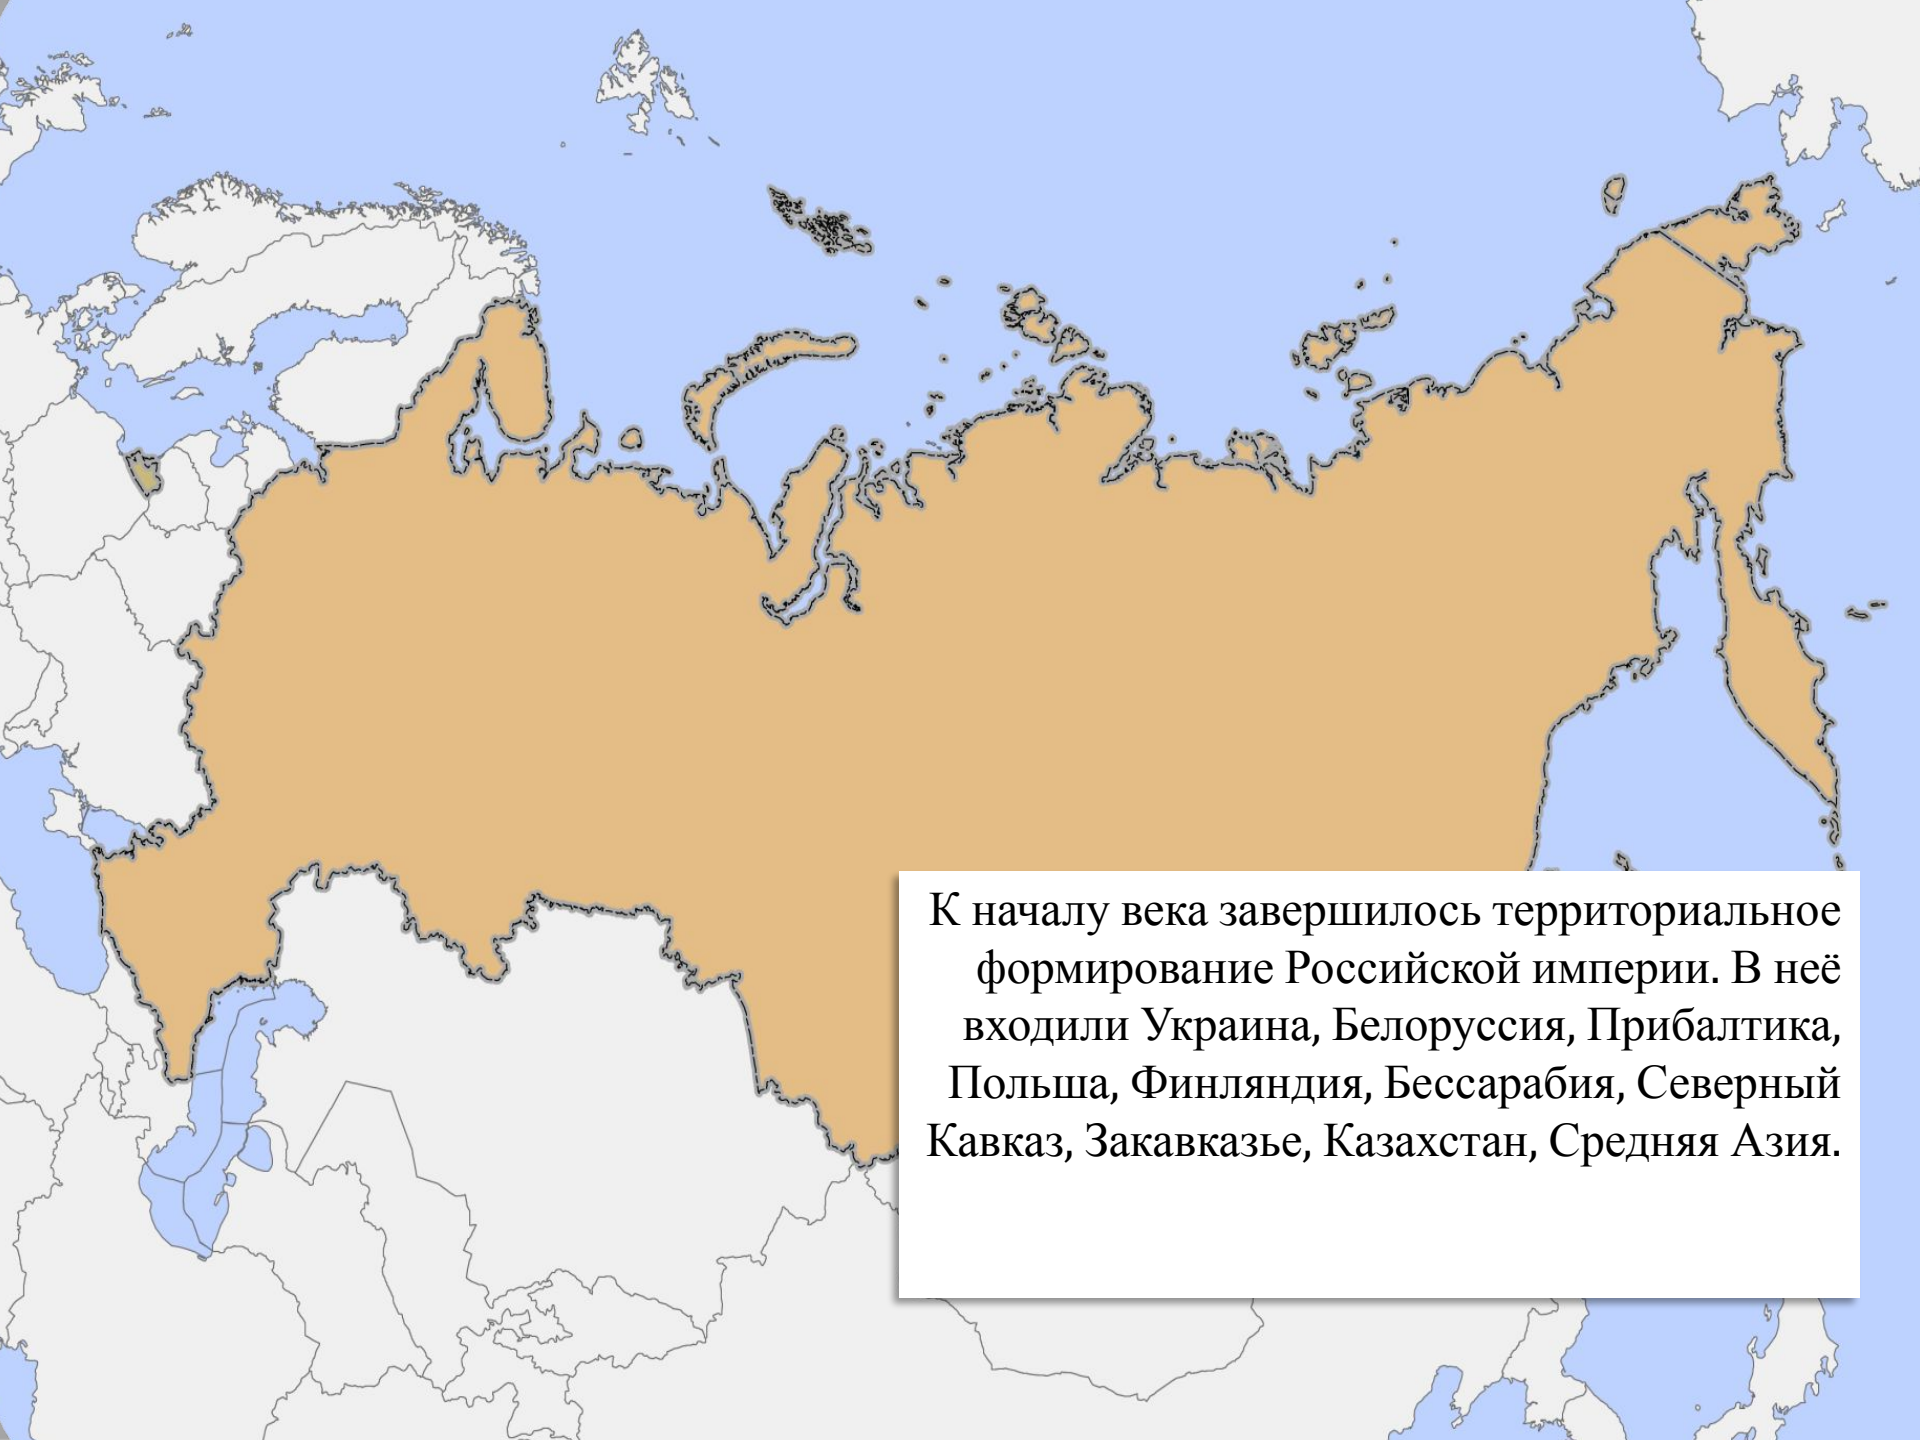 К началу века завершилось территориальное
формирование Российской империи. В неё
входили Украина, Белоруссия, Прибалтика,
Польша, Финляндия, Бессарабия, Северный
Кавказ, Закавказье, Казахстан, Средняя Азия.